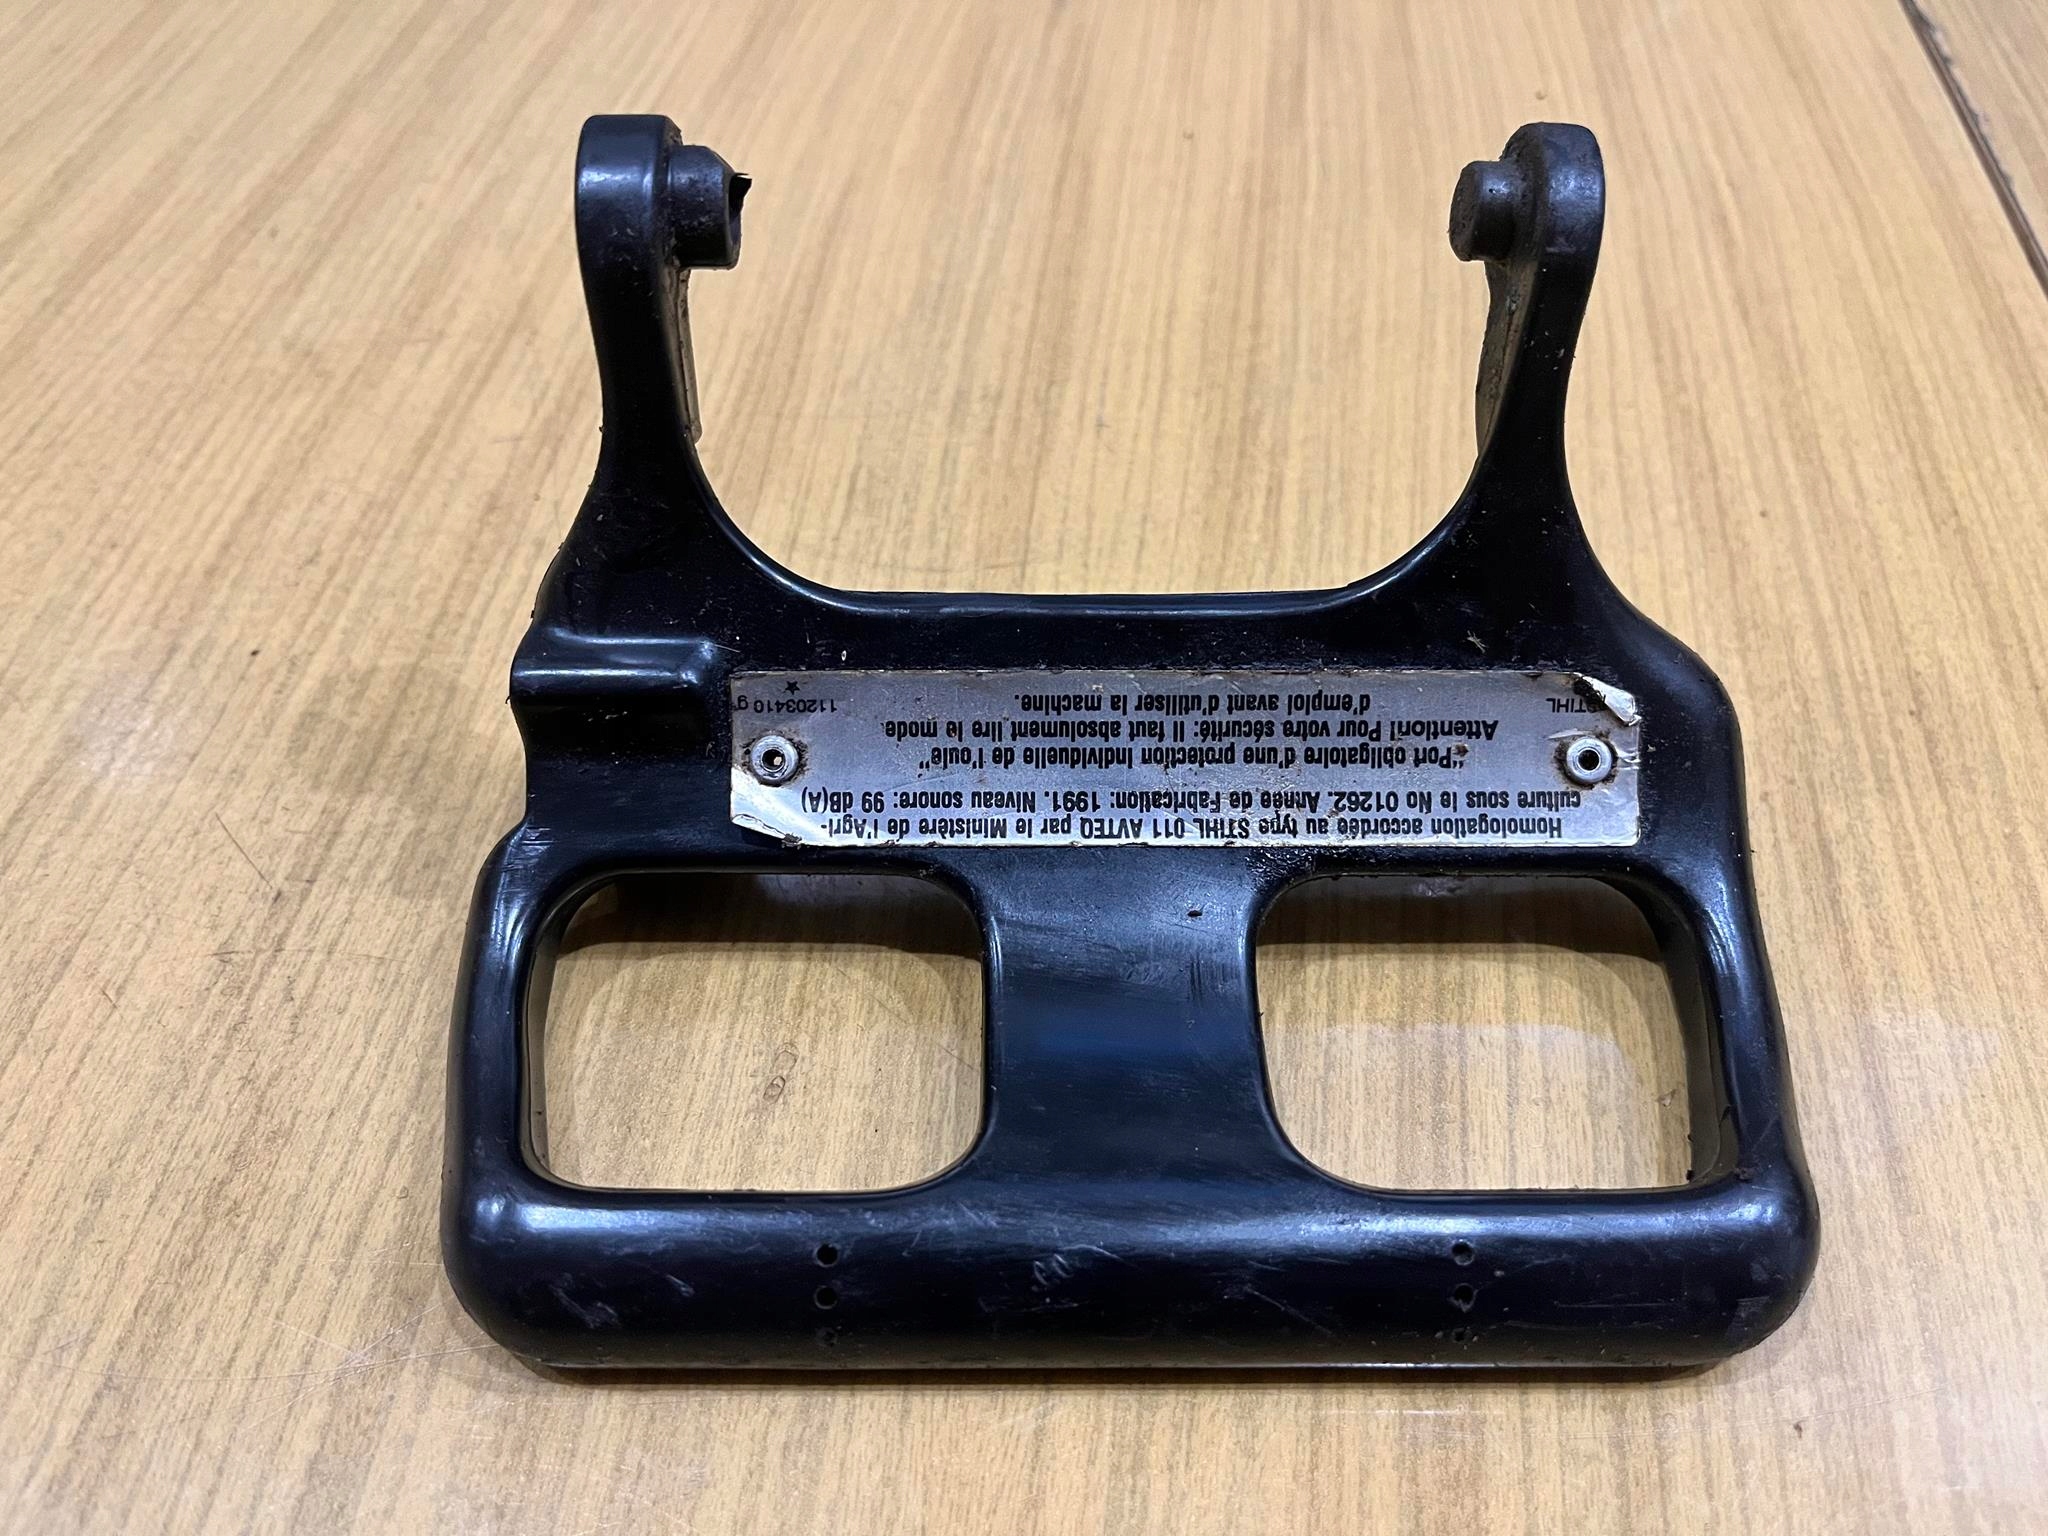 Homologation accordée au type STIHL 011 AVTEQ par le Ministère de l'Agri-
culture sous le No 01262. Année de Fabrication: 1991. Niveau sonore: 99 dB(A)
"Port obligatoire d'une protection individuelle de l'ouie"
Attention! Pour votre sécurité: Il faut absolument lire le mode
d'emploi avant d'utiliser la machine.
STIHL
11203410 g